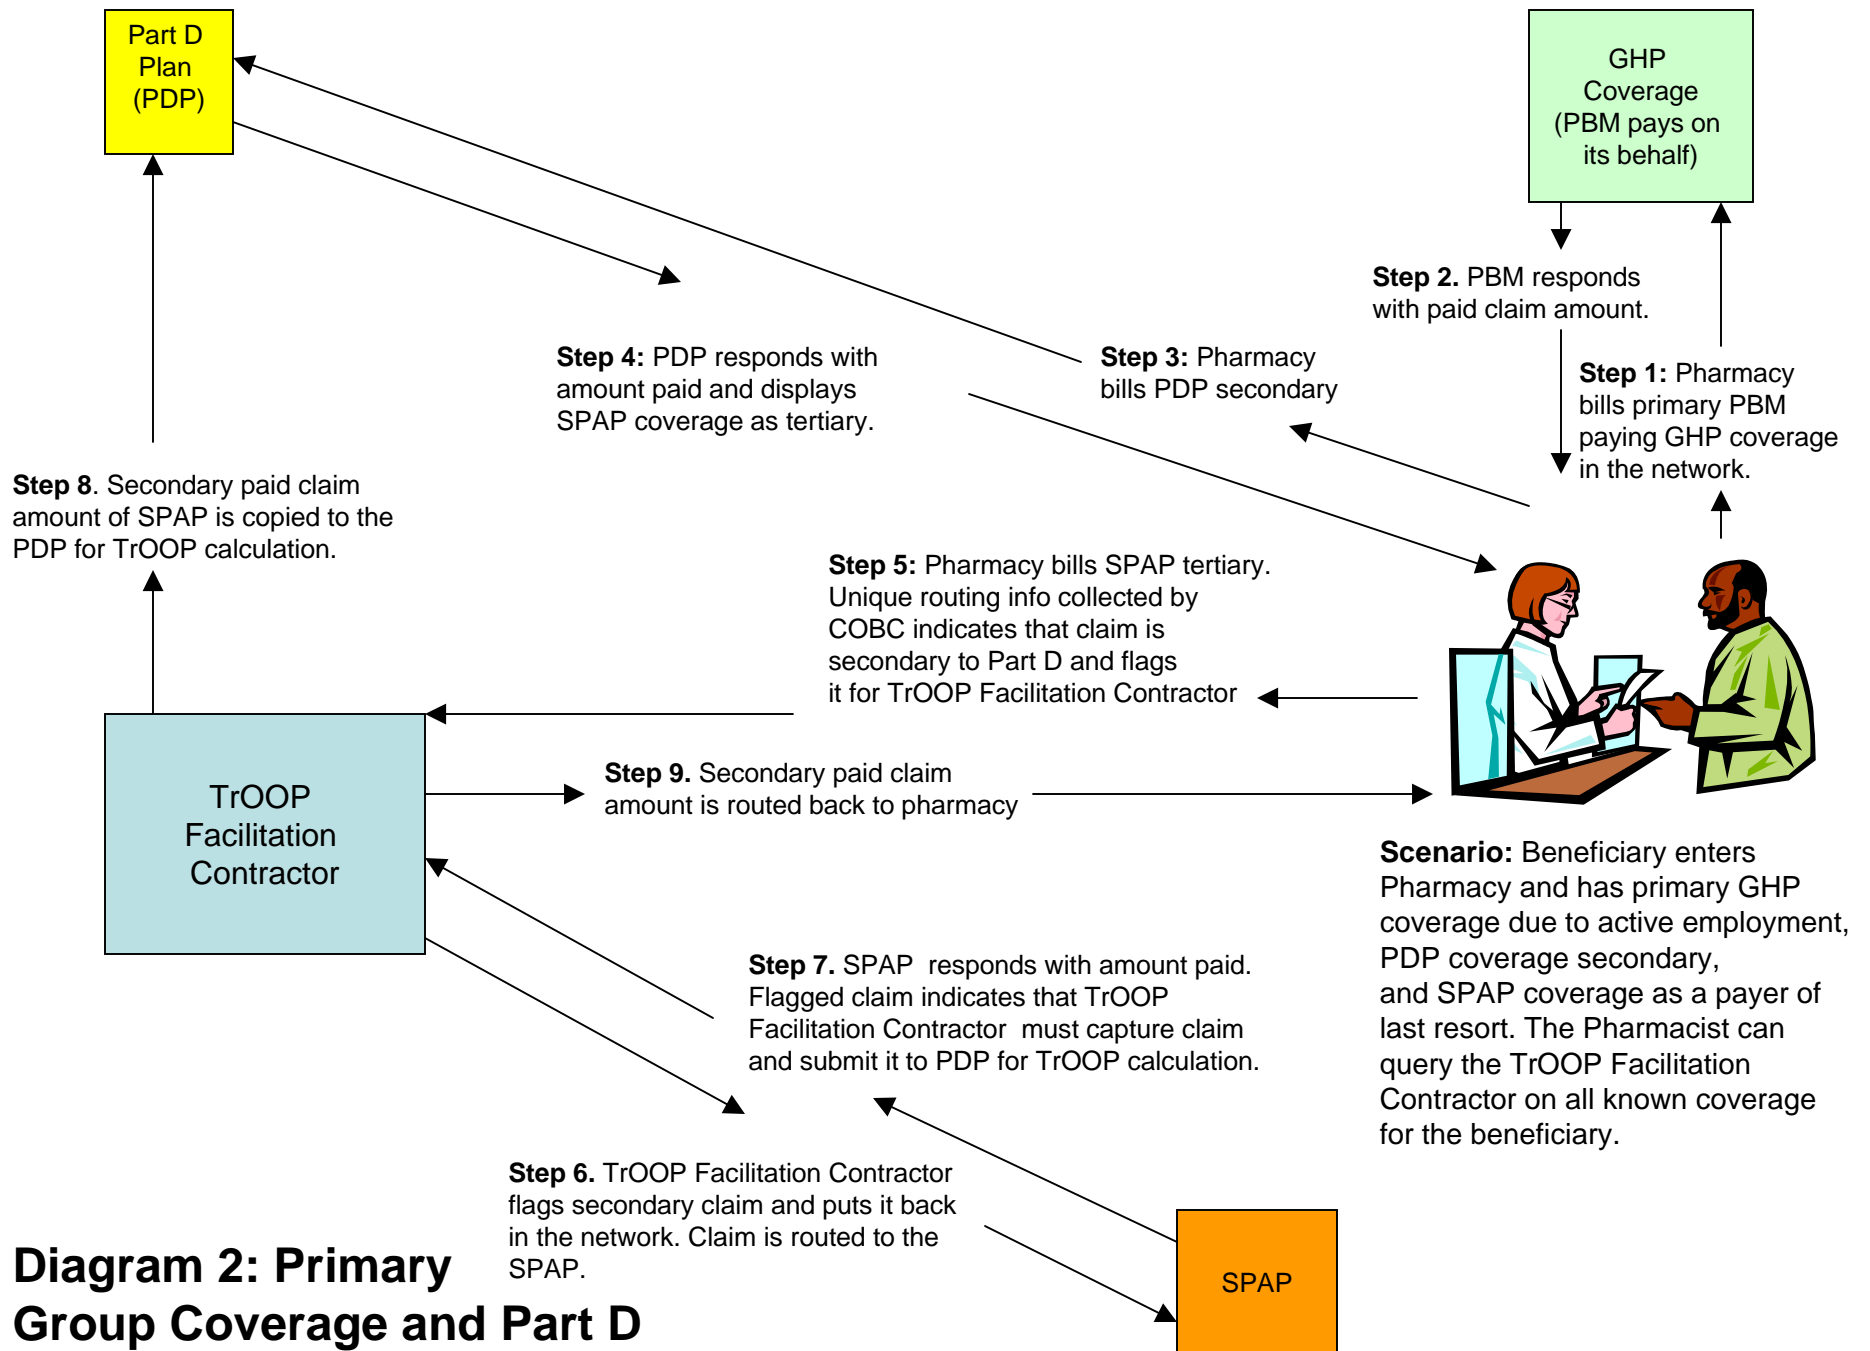 Part D
Plan
(PDP)
GHP
Coverage
(PBM pays on
its behalf)
Step 2. PBM responds
with paid claim amount.
Step 4: PDP responds with
amount paid and displays
SPAP coverage as tertiary.
Step 3: Pharmacy
bills PDP secondary
Step 1: Pharmacy
bills primary PBM
paying GHP coverage
in the network.
Step 8. Secondary paid claim
amount of SPAP is copied to the
PDP for TrOOP calculation.
Step 5: Pharmacy bills SPAP tertiary.
Unique routing info collected by
COBC indicates that claim is
secondary to Part D and flags
it for TrOOP Facilitation Contractor
TrOOP
Facilitation
Contractor
Step 9. Secondary paid claim
amount is routed back to pharmacy
Scenario: Beneficiary enters
Pharmacy and has primary GHP
coverage due to active employment,
PDP coverage secondary,
and SPAP coverage as a payer of
last resort. The Pharmacist can
query the TrOOP Facilitation
Contractor on all known coverage
for the beneficiary.
Step 7. SPAP responds with amount paid.
Flagged claim indicates that TrOOP
Facilitation Contractor must capture claim
and submit it to PDP for TrOOP calculation.
Step 6. TrOOP Facilitation Contractor
flags secondary claim and puts it back
in the network. Claim is routed to the
SPAP.
SPAP
Diagram 2: Primary
Group Coverage and Part D